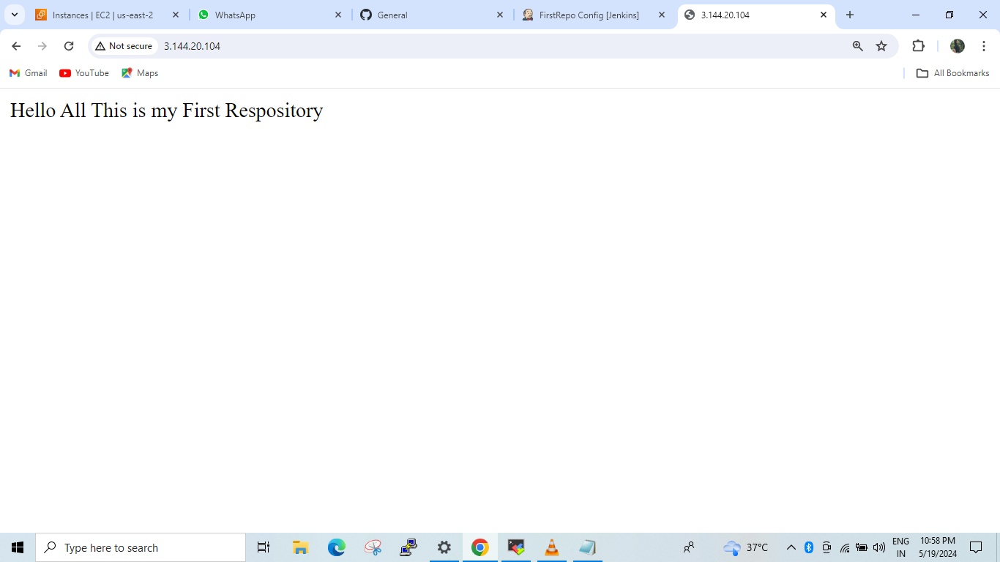 Instances | EC2 | us-east-2
WhatsApp
General
FirstRepo Config [Jenkins]
3.144.20.104
Not secure
3.144.20.104
Gmail
YouTube
Maps
All Bookmarks
Hello All This is my First Respository
Type here to search
37°C
ENG
IN
10:58 PM
5/19/2024